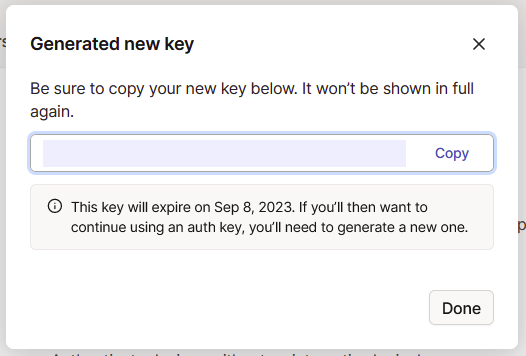 Generated new key
Be sure to copy your new key below. It won't be shown in full
again.
Copy
This key will expire on Sep 8, 2023. If you'll then want to
continue using an auth key, you'll need to generate a new one.
Done